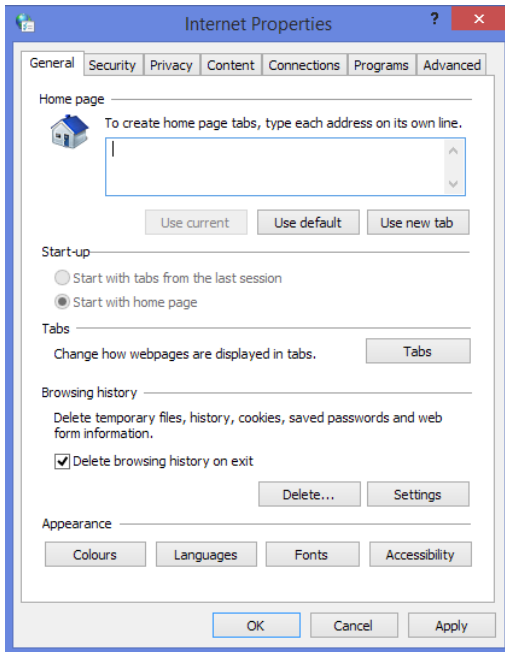 Internet Properties
?
General Security Privacy Content Connections Programs Advanced
Home page
To create home page tabs, type each address on its own line.
Use current Use default Use new tab
Start-up
Start with tabs from the last session
Start with home page
Tabs
Change how webpages are displayed in tabs.
Tabs
Browsing history
Delete temporary files, history, cookies, saved passwords and web
form information.
Delete browsing history on exit
Delete... Settings
Appearance
Colours Languages Fonts Accessibility
OK Cancel Apply